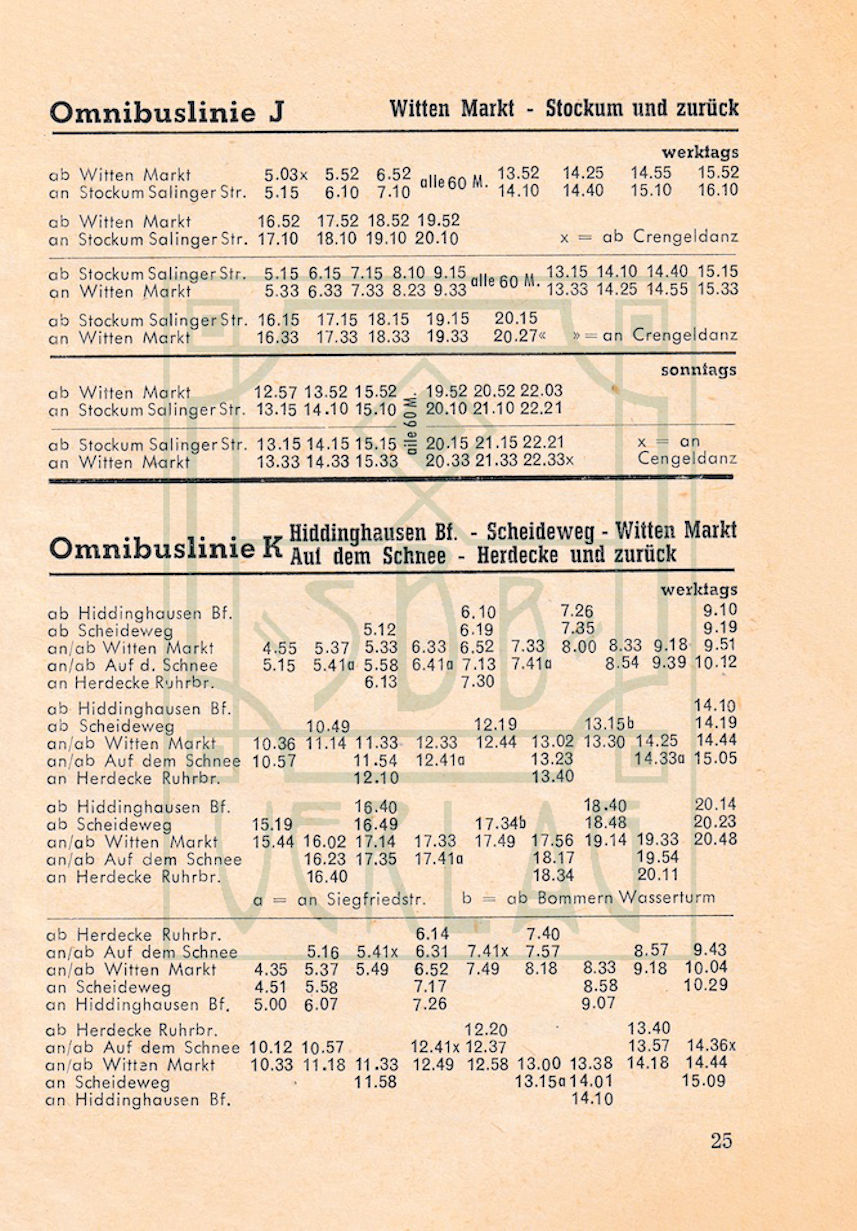 Omnibuslinie J Witten Markt - Stockum und zurück
werktags
ab Witten Markt 5.03x 5.52 6.52 alle 60 M. 13.52 14.25 14.55 15.52
an Stockum Salinger Str. 5.15 6.10 7.10 14.10 14.40 15.10 16.10
ab Witten Markt 16.52 17.52 18.52 19.52
an Stockum Salinger Str. 17.10 18.10 19.10 20.10 x = ab Crengeldanz
ab Stockum Salinger Str. 5.15 6.15 7.15 8.10 9.15 alle 60 M. 13.15 14.10 14.40 15.15
an Witten Markt 5.33 6.33 7.33 8.23 9.33 13.33 14.25 14.55 15.33
ab Stockum Salinger Str. 16.15 17.15 18.15 19.15 20.15
an Witten Markt 16.33 17.33 18.33 19.33 20.27« » = an Crengeldanz
sonntags
ab Witten Markt 12.57 13.52 15.52 alle 60 M. 19.52 20.52 22.03
an Stockum Salinger Str. 13.15 14.10 15.10 20.10 21.10 22.21
ab Stockum Salinger Str. 13.15 14.15 15.15 20.15 21.15 22.21 x = an
an Witten Markt 13.33 14.33 15.33 20.33 21.33 22.33x Cengeldanz
Omnibuslinie K Hiddinghausen Bf. - Scheideweg - Witten Markt
Auf dem Schnee - Herdecke und zurück
werktags
ab Hiddinghausen Bf. 6.10 7.26 9.10
ab Scheideweg 5.12 6.19 7.35 9.19
an/ab Witten Markt 4.55 5.37 5.33 6.33 6.52 7.33 8.00 8.33 9.18 9.51
an/ab Auf d. Schnee 5.15 5.41a 5.58 6.41a 7.13 7.41a 8.54 9.39 10.12
an Herdecke Ruhrbr. 6.13 7.30
ab Hiddinghausen Bf. 14.10
ab Scheideweg 10.49 12.19 13.15b 14.19
an/ab Witten Markt 10.36 11.14 11.33 12.33 12.44 13.02 13.30 14.25 14.44
an/ab Auf dem Schnee 10.57 11.54 12.41a 13.23 14.33a 15.05
an Herdecke Ruhrbr. 12.10 13.40
ab Hiddinghausen Bf. 16.40 18.40 20.14
ab Scheideweg 15.19 16.49 17.34b 18.48 20.23
an/ab Witten Markt 15.44 16.02 17.14 17.33 17.49 17.56 19.14 19.33 20.48
an/ab Auf dem Schnee 16.23 17.35 17.41a 18.17 19.54
an Herdecke Ruhrbr. 16.40 18.34 20.11
a = an Siegfriedstr. b = ab Bommern Wasserturm
ab Herdecke Ruhrbr. 6.14 7.40
an/ab Auf dem Schnee 5.16 5.41x 6.31 7.41x 7.57 8.57 9.43
an/ab Witten Markt 4.35 5.37 5.49 6.52 7.49 8.18 8.33 9.18 10.04
an Scheideweg 4.51 5.58 7.17 8.58 10.29
an Hiddinghausen Bf. 5.00 6.07 7.26 9.07
ab Herdecke Ruhrbr. 12.20 13.40
an/ab Auf dem Schnee 10.12 10.57 12.41x 12.37 13.57 14.36x
an/ab Witten Markt 10.33 11.18 11.33 12.49 12.58 13.00 13.38 14.18 14.44
an Scheideweg 11.58 13.15a 14.01 15.09
an Hiddinghausen Bf. 14.10
25
SDB
VERLAG